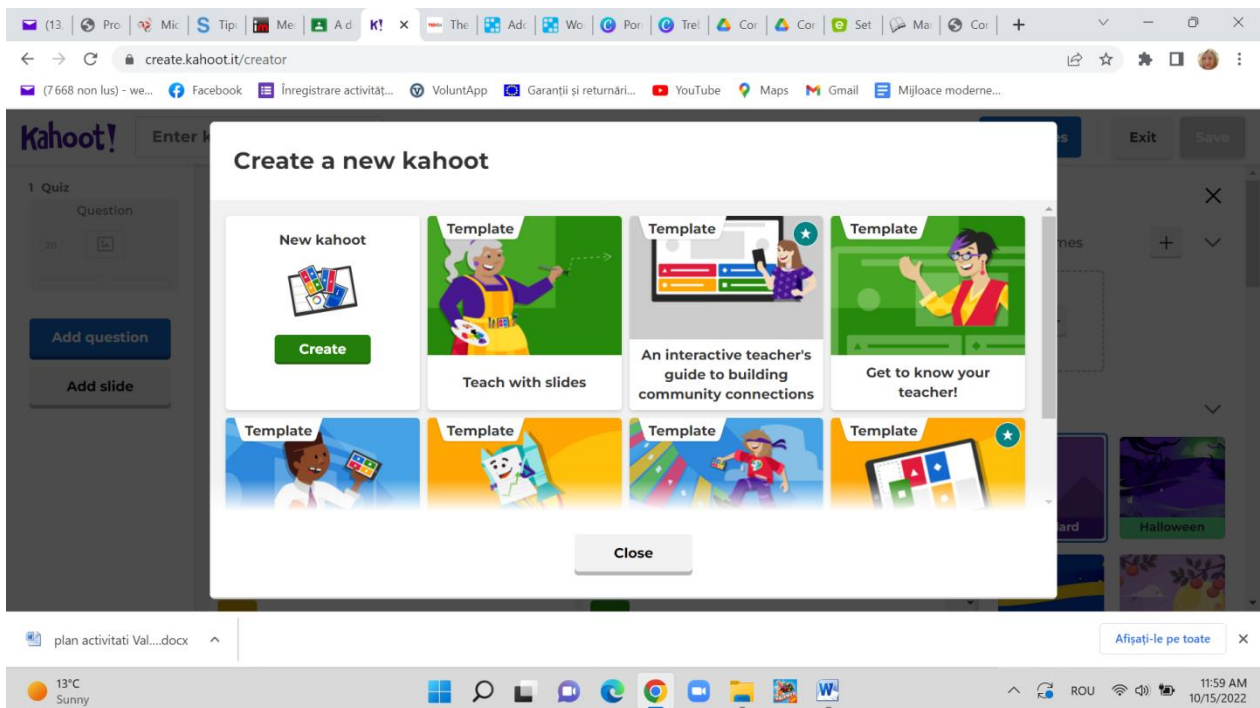 (13, Pro Mic Tip: Me A d K! The Adc Wo Por Tre Cor Cor Set Ma: Cor
create.kahoot.it/creator
(7 668 non lus) - we... Facebook Înregistrare activităț... VoluntApp Garanții și returnări... YouTube Maps Gmail Mijloace moderne...
Kahoot! Enter k Exit Save
Create a new kahoot
1 Quiz
Question
20
Add question
Add slide
New kahoot
Create
Template
Teach with slides
Template
An interactive teacher's
guide to building
community connections
Template
Get to know your
teacher!
Template
Template
Template
Template
Close
Halloween
plan activitati Val....docx
Afișați-le pe toate
13°C
Sunny
ROU
11:59 AM
10/15/2022